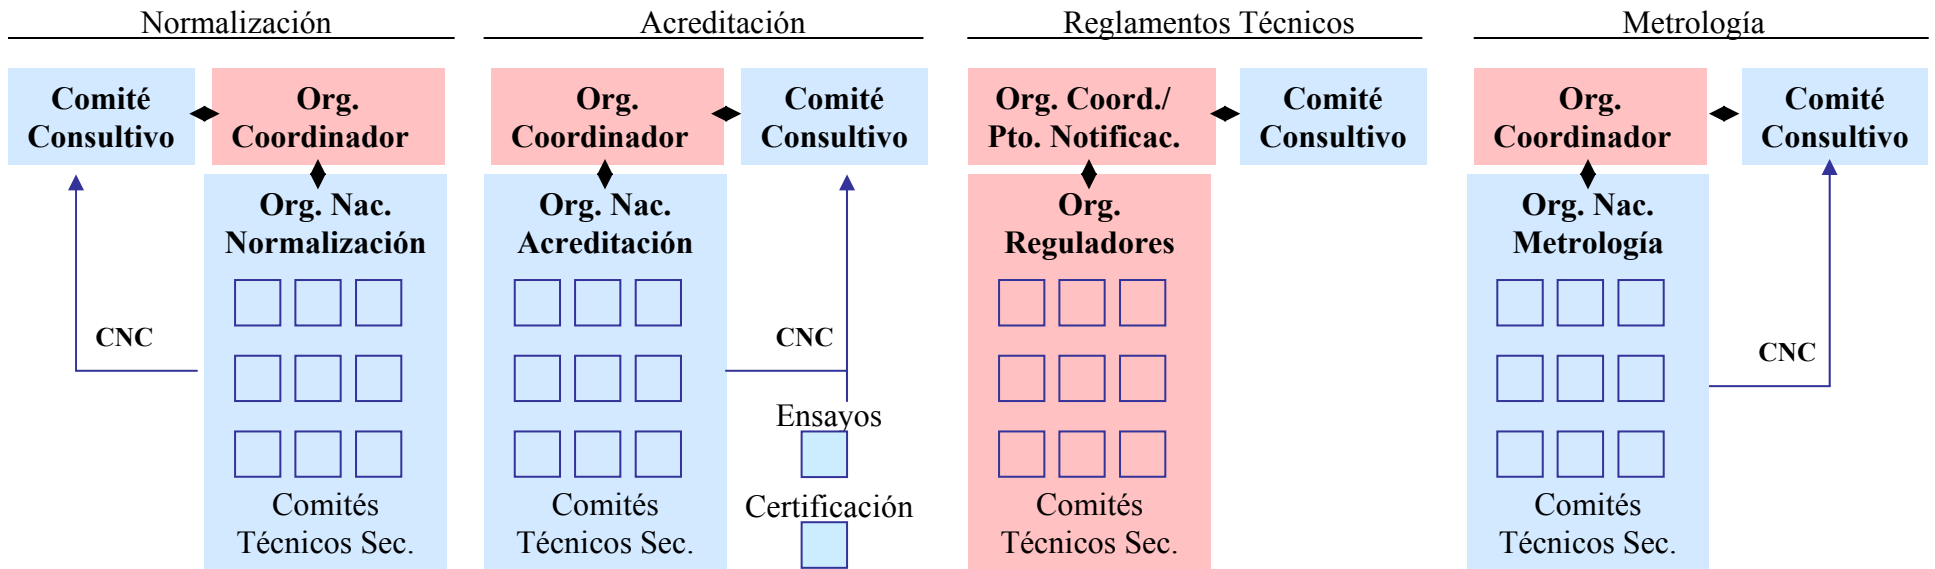 Normalización
Comité
Consultivo
Org.
Coordinador
Org. Nac.
Normalización
CNC
Comités
Técnicos Sec.
Acreditación
Org.
Coordinador
Comité
Consultivo
Org. Nac.
Acreditación
CNC
Ensayos
Certificación
Comités
Técnicos Sec.
Reglamentos Técnicos
Org. Coord./
Pto. Notificac.
Comité
Consultivo
Org.
Reguladores
Comités
Técnicos Sec.
Metrología
Org.
Coordinador
Comité
Consultivo
Org. Nac.
Metrología
CNC
Comités
Técnicos Sec.